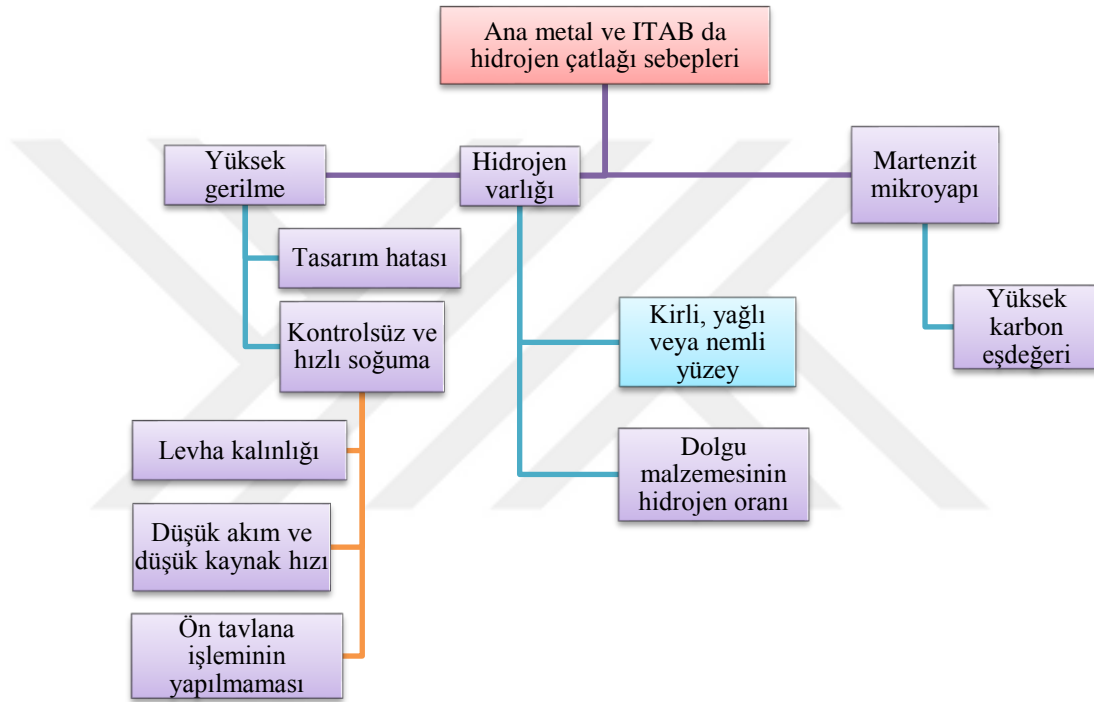 Ana metal ve ITAB da
hidrojen çatlağı sebepleri
Yüksek
gerilme
Tasarım hatası
Kontrolsüz ve
hızlı soğuma
Levha kalınlığı
Düşük akım ve
düşük kaynak hızı
Ön tavlana
işleminin
yapılmaması
Hidrojen
varlığı
Kirli, yağlı
veya nemli
yüzey
Dolgu
malzemesinin
hidrojen oranı
Martenzit
mikroyapı
Yüksek
karbon
eşdeğeri